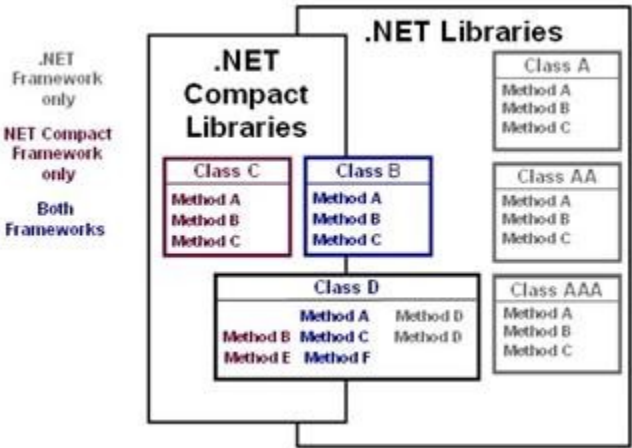 .NET
Framework
only
NET Compact
Framework
only
Both
Frameworks
.NET
Compact
Libraries
.NET Libraries
Class A
Method A
Method B
Method C
Class C
Method A
Method B
Method C
Class B
Method A
Method B
Method C
Class AA
Method A
Method B
Method C
Class D
Method A Method D
Method B Method C Method D
Method E Method F
Class AAA
Method A
Method B
Method C